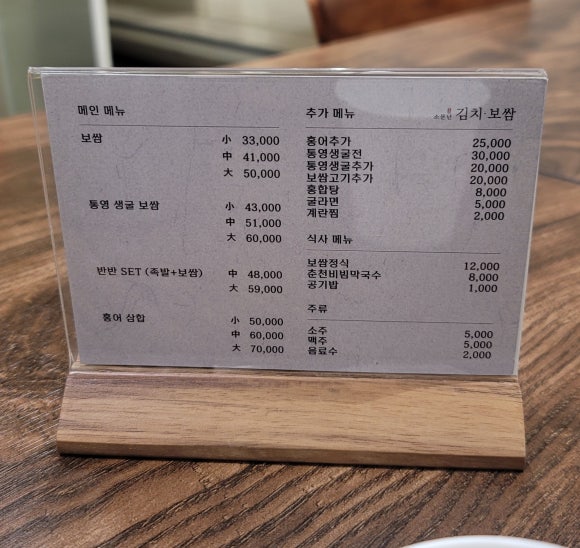 메인 메뉴
보쌈 小 33,000
中 41,000
大 50,000
통영 생굴 보쌈 小 43,000
中 51,000
大 60,000
반반 SET (족발+보쌈) 中 48,000
大 59,000
홍어 삼합 小 50,000
中 60,000
大 70,000
추가 메뉴 김치·보쌈
홍어추가 25,000
통영생굴전 30,000
통영생굴추가 20,000
보쌈고기추가 20,000
홍합탕 8,000
굴라면 5,000
계란찜 2,000
식사 메뉴
보쌈정식 12,000
춘천비빔막국수 8,000
공기밥 1,000
주류
소주 5,000
맥주 5,000
음료수 2,000